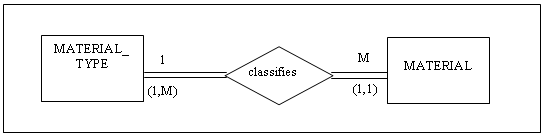 MATERIAL_
TYPE
1
(1,M)
classifies
M
(1,1)
MATERIAL